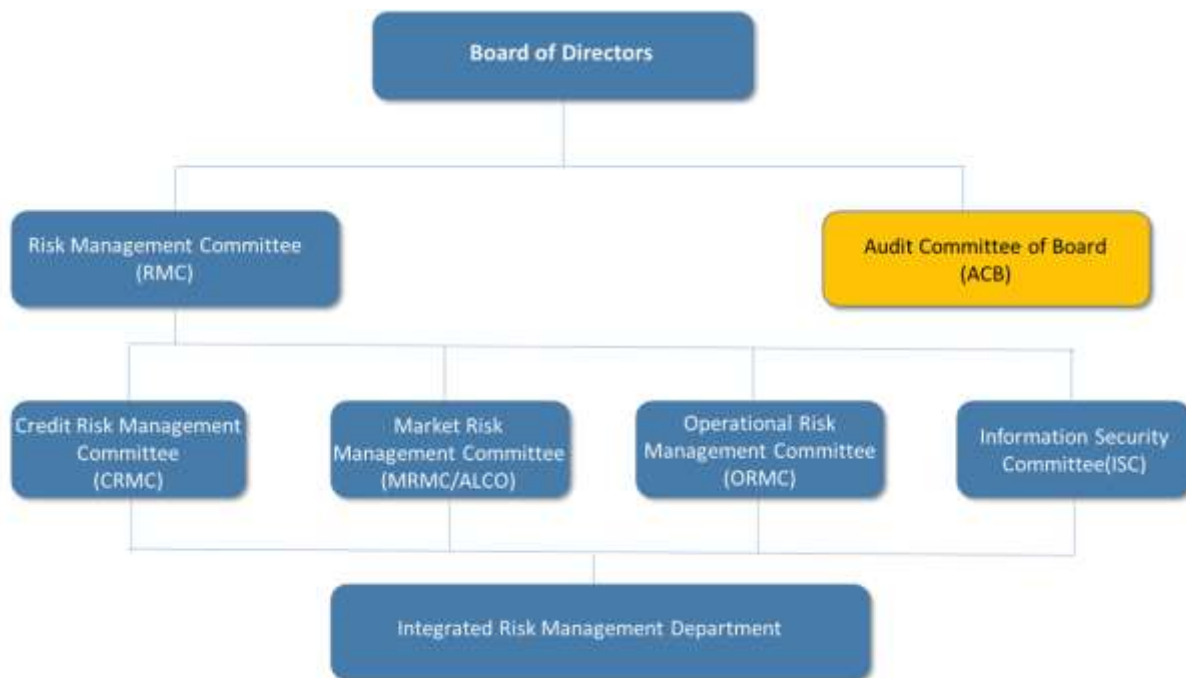 Board of Directors
Risk Management Committee
(RMC)
Audit Committee of Board
(ACB)
Credit Risk Management
Committee
(CRMC)
Market Risk
Management Committee
(MRMC/ALCO)
Operational Risk
Management Committee
(ORMC)
Information Security
Committee(ISC)
Integrated Risk Management Department